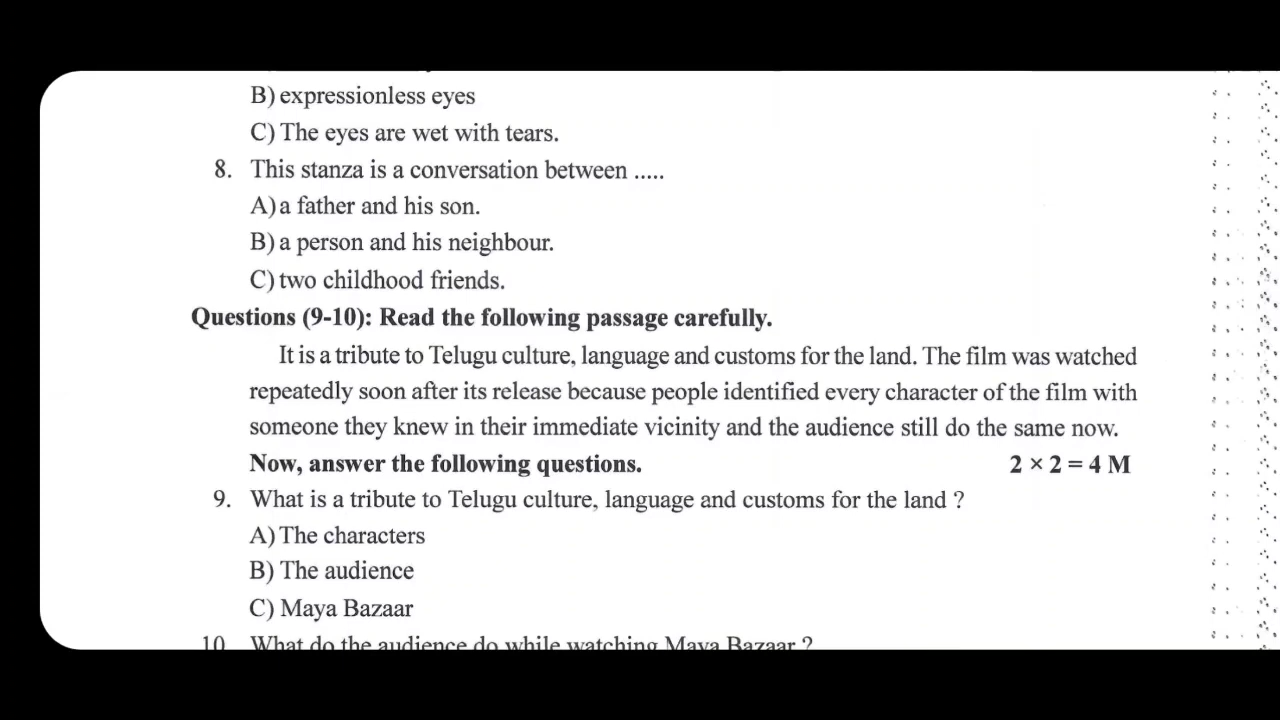 B) expressionless eyes
C) The eyes are wet with tears.
8. This stanza is a conversation between .....
A) a father and his son.
B) a person and his neighbour.
C) two childhood friends.
Questions (9-10): Read the following passage carefully.
It is a tribute to Telugu culture, language and customs for the land. The film was watched
repeatedly soon after its release because people identified every character of the film with
someone they knew in their immediate vicinity and the audience still do the same now.
Now, answer the following questions. 2 × 2 = 4 M
9. What is a tribute to Telugu culture, language and customs for the land ?
A) The characters
B) The audience
C) Maya Bazaar
10. What do the audience do while watching Maya Bazaar ?